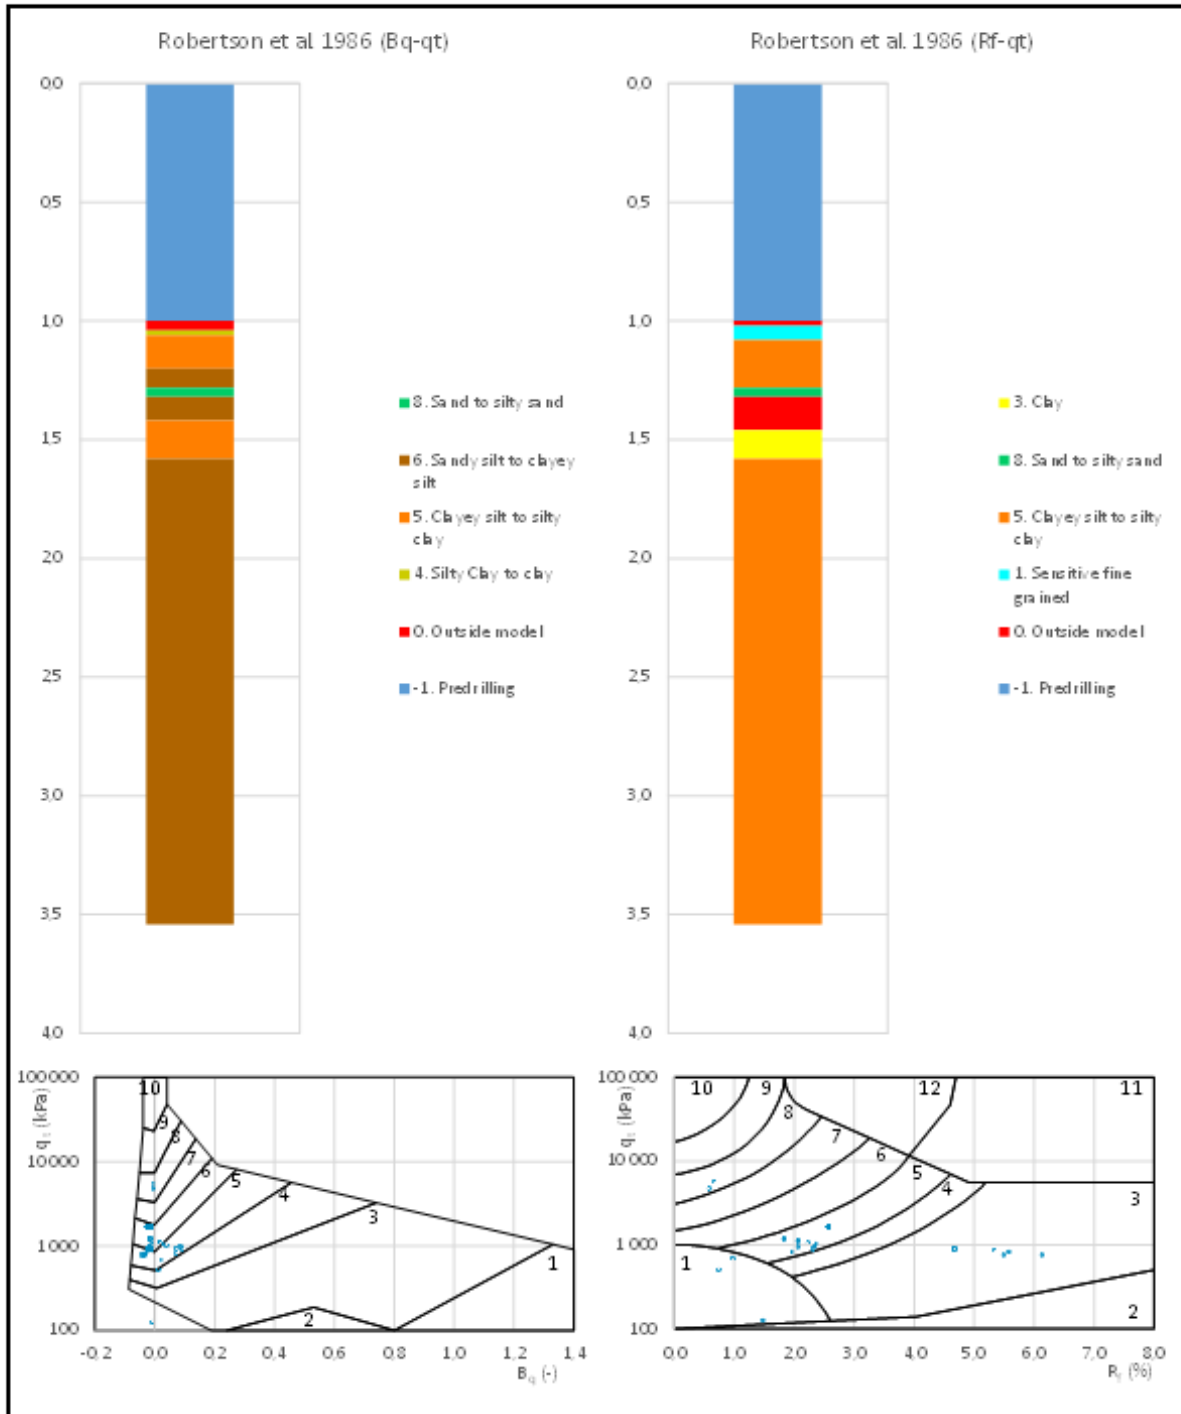 Robertson et al. 1986 (Bq-qt)
0,0
0,5
1,0
1,5
2,0
2,5
3,0
3,5
4,0
8. Sand to silty sand
6. Sandy silt to clayey
silt
5. Clayey silt to silty
clay
4. Silty Clay to clay
0. Outside model
-1. Predrilling
Robertson et al. 1986 (Rf-qt)
0,0
0,5
1,0
1,5
2,0
2,5
3,0
3,5
4,0
3. Clay
8. Sand to silty sand
5. Clayey silt to silty
clay
1. Sensitive fine
grained
0. Outside model
-1. Predrilling
100 000
10 000
1 000
100
qt (kPa)
10
9
8
7
6
5
4
3
1
2
-0,2 0,0 0,2 0,4 0,6 0,8 1,0 1,2 1,4
Bq (-)
100 000
10 000
1 000
100
qt (kPa)
10 9 12 11
8
7
6
5
4
3
1
2
0,0 1,0 2,0 3,0 4,0 5,0 6,0 7,0 8,0
Rf (%)